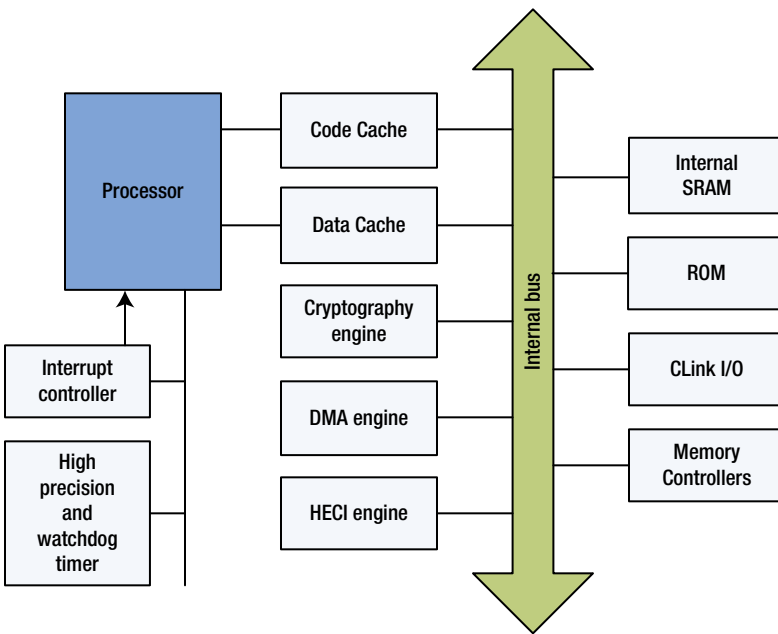 Processor
Code Cache
Data Cache
Cryptography
engine
DMA engine
HECI engine
Interrupt
controller
High
precision
and
watchdog
timer
Internal bus
Internal
SRAM
ROM
CLink I/O
Memory
Controllers